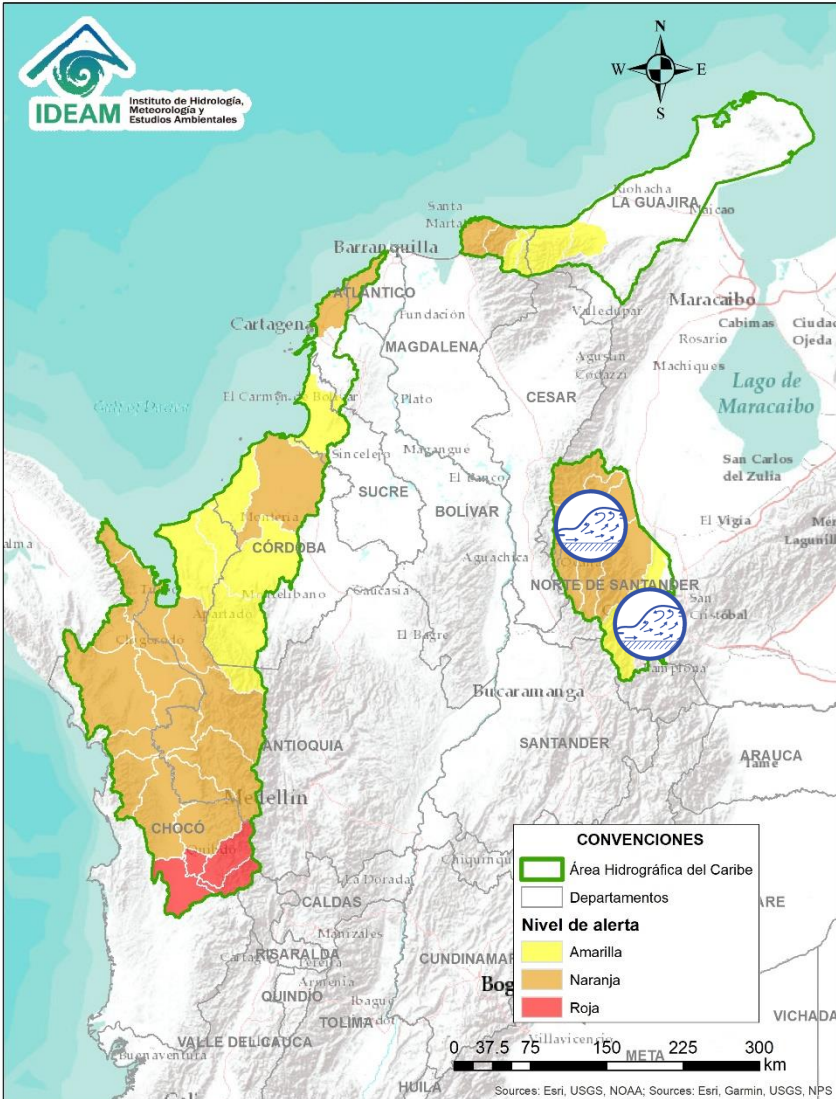 IDEAM
Instituto de Hidrología,
Meteorología y
Estudios Ambientales
N
W
E
S
LA GUAJIRA
Maicao
Santa
Marta
Barranquilla
ATLÁNTICO
Cartagena
Fundación
Valledupar
Maracaibo
Cabimas
Ciudad
Ojeda
Rosario
MAGDALENA
Agustín
Codazzi
Machiques
CESAR
Lago de
Maracaibo
El Carmen de Bolívar
Plato
Sincelejo
Magangue
San Carlos
del Zulia
SUCRE
El Banco
BOLÍVAR
El Vigía
Montería
CÓRDOBA
Aguachica
NORTE DE SANTANDER
San
Cristóbal
Apartadó
Montelibano
Caucasia
Chigorodó
El Bagre
Pamplona
Bucaramanga
ANTIOQUIA
SANTANDER
ARAUCA
Tame
Medellín
CHOCÓ
Quibdó
La Dorada
CALDAS
Manizales
RISARALDA
Pereira
Armenia
QUINDÍO
Ibagué
TOLIMA
VALLE DEL CAUCA
Buenaventura
HUILA
CUNDINAMAR
Bog
Villavicencio
META
VICHADA
ARE
CONVENCIONES
Área Hidrográfica del Caribe
Departamentos
Nivel de alerta
Amarilla
Naranja
Roja
0 37.5 75 150 225 300
km
Sources: Esri, USGS, NOAA; Sources: Esri, Garmin, USGS, NPS